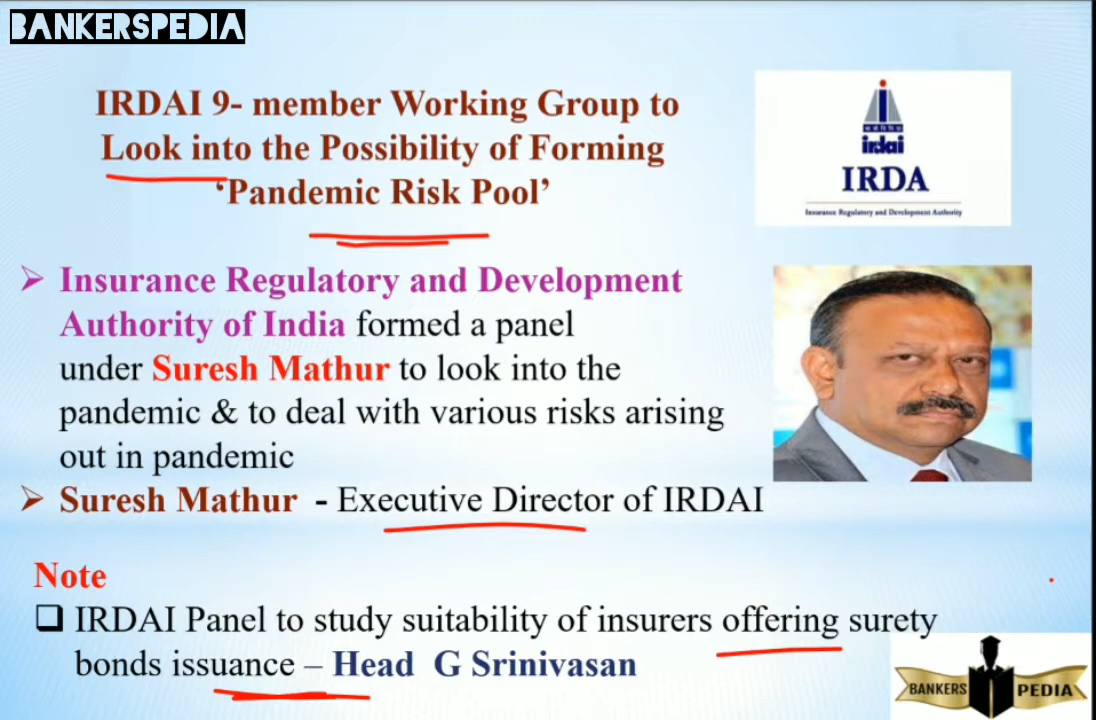 BANKERSPEDIA
IRDAI 9- member Working Group to
Look into the Possibility of Forming
‘Pandemic Risk Pool’
irdai
IRDA
Insurance Regulatory and Development Authority
➢ Insurance Regulatory and Development
Authority of India formed a panel
under Suresh Mathur to look into the
pandemic & to deal with various risks arising
out in pandemic
➢ Suresh Mathur - Executive Director of IRDAI
Note
❑ IRDAI Panel to study suitability of insurers offering surety
bonds issuance – Head G Srinivasan
BANKERS PEDIA